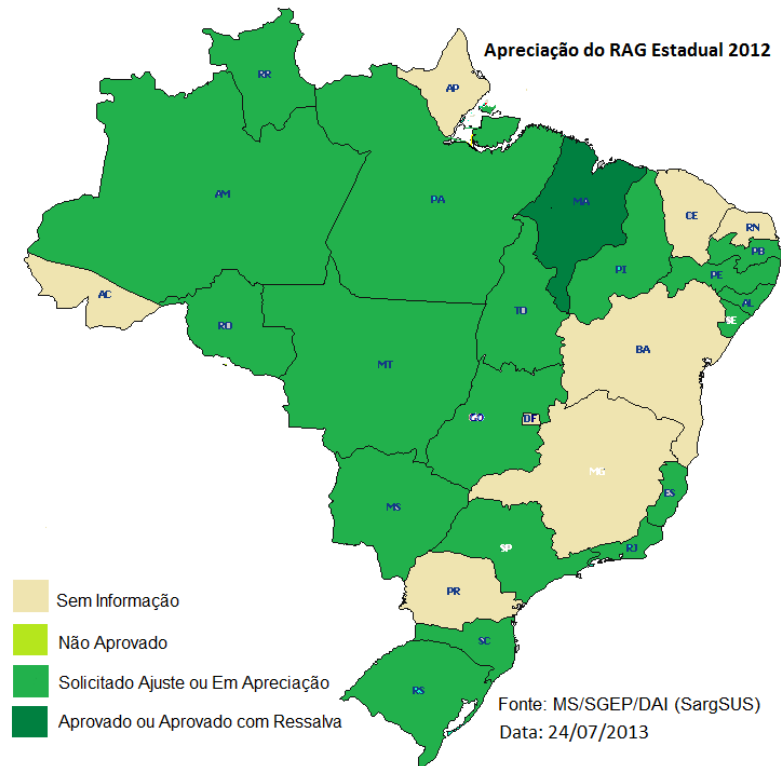 Apreciação do RAG Estadual 2012
RR
AP
AM
PA
MA
CE
RN
PB
PI
PE
AL
SE
AC
RO
TO
BA
MT
GO
DF
MG
ES
MS
SP
RJ
PR
SC
RS
Sem Informação
Não Aprovado
Solicitado Ajuste ou Em Apreciação
Aprovado ou Aprovado com Ressalva
Fonte: MS/SGEP/DAI (SargSUS)
Data: 24/07/2013